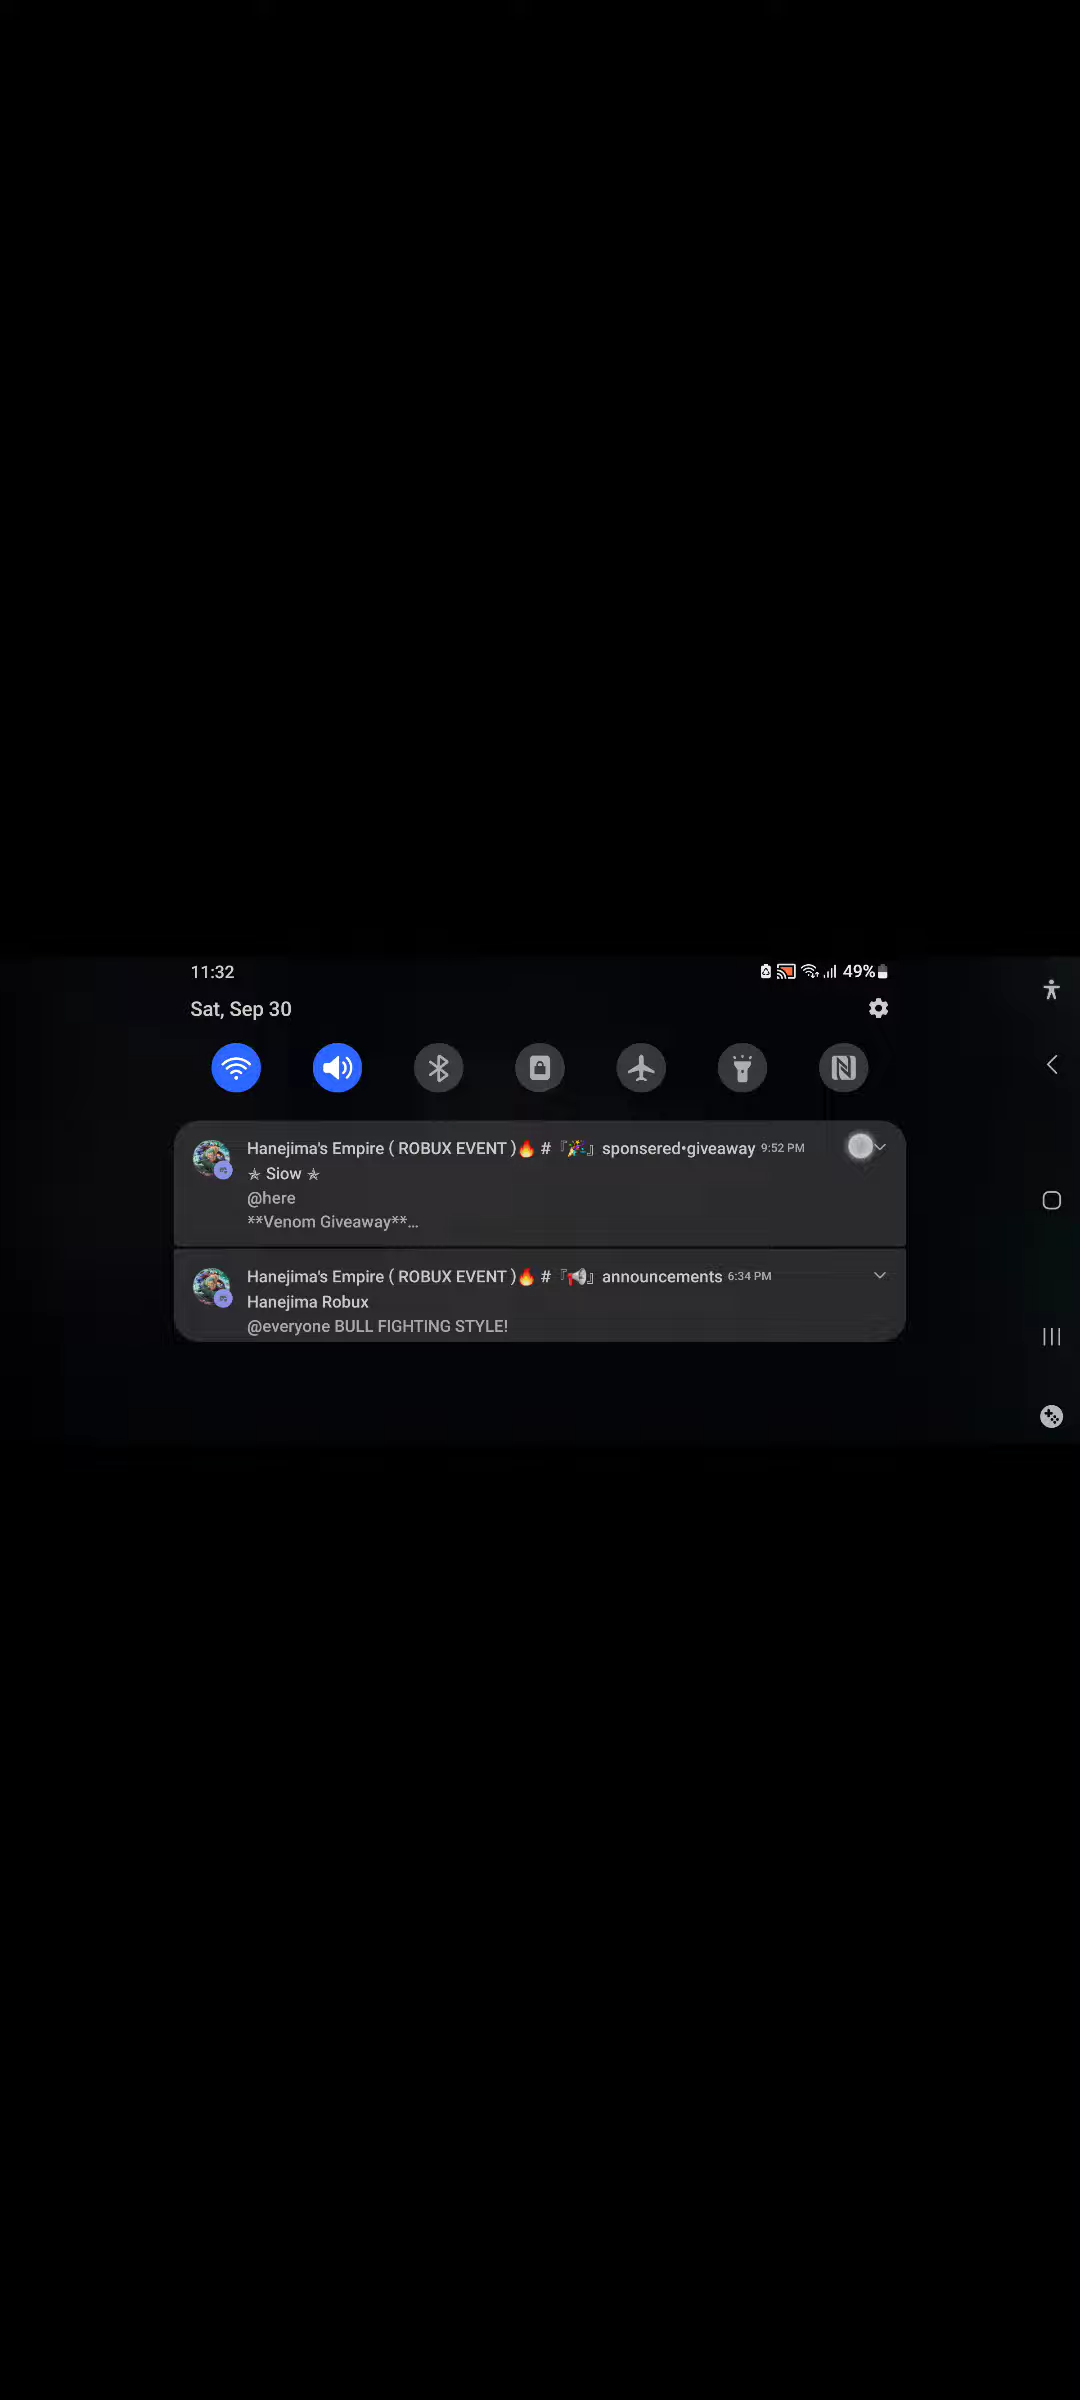 11:32
49%
Sat, Sep 30
Hanejima's Empire ( ROBUX EVENT )🔥 # 『🎉』 sponsered•giveaway 9:52 PM
✯ Siow ✯
@here
**Venom Giveaway**...
Hanejima's Empire ( ROBUX EVENT )🔥 # 『📢』 announcements 6:34 PM
Hanejima Robux
@everyone BULL FIGHTING STYLE!